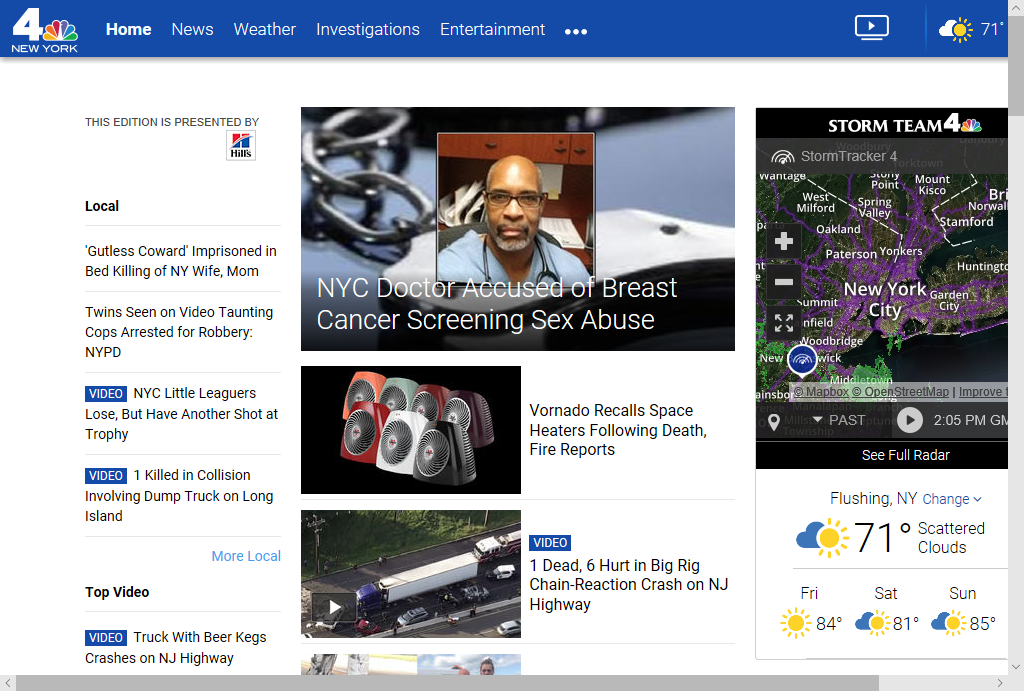 4
NEW YORK
Home News Weather Investigations Entertainment
71°
THIS EDITION IS PRESENTED BY
Hill's
Local
'Gutless Coward' Imprisoned in
Bed Killing of NY Wife, Mom
Twins Seen on Video Taunting
Cops Arrested for Robbery:
NYPD
VIDEO NYC Little Leaguers
Lose, But Have Another Shot at
Trophy
VIDEO 1 Killed in Collision
Involving Dump Truck on Long
Island
More Local
Top Video
VIDEO Truck With Beer Kegs
Crashes on NJ Highway
NYC Doctor Accused of Breast
Cancer Screening Sex Abuse
Vornado Recalls Space
Heaters Following Death,
Fire Reports
VIDEO
1 Dead, 6 Hurt in Big Rig
Chain-Reaction Crash on NJ
Highway
STORM TEAM 4
StormTracker 4
Woodbury
Yorktown
Wantage
Stony
Point
Mount
Kisco
West
Milford
Spring
Valley
Norwal
Stamford
Oakland
Paterson
Yonkers
Huntingto
New York
City
Garden
City
Summit
nfield
Woodbridge
New
wick
Middletown
© Mapbox © OpenStreetMap | Improve t
Manalapan
Township
PAST
2:05 PM GM
See Full Radar
Flushing, NY Change
71° Scattered
Clouds
Fri Sat Sun
84° 81° 85°